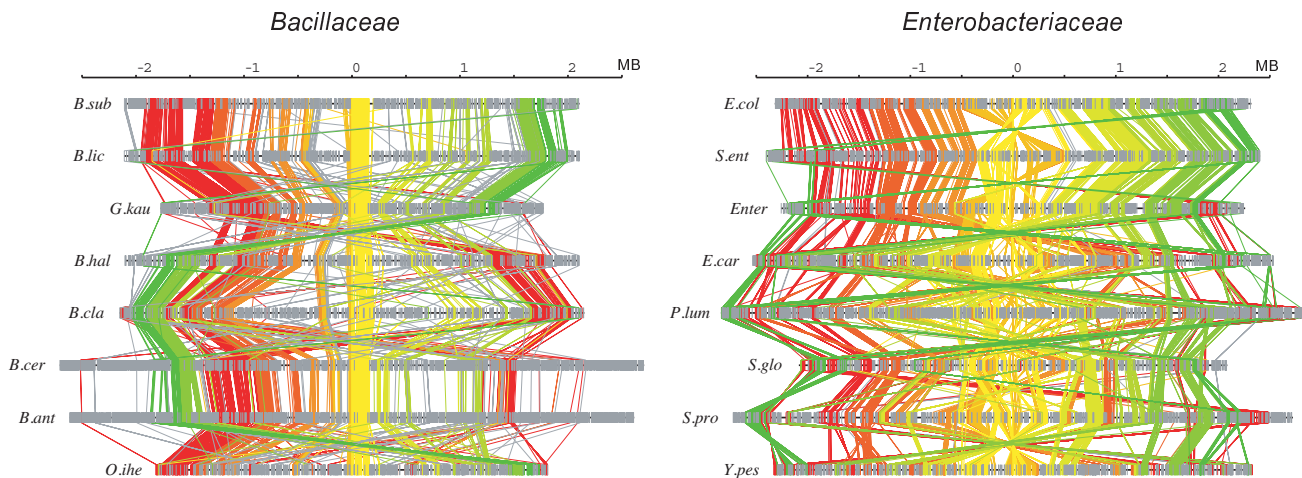 Bacillaceae
-2 -1 0 1 2 MB
B.sub
B.lic
G.kau
B.hal
B.cla
B.cer
B.ant
O.ihe
Enterobacteriaceae
-2 -1 0 1 2 MB
E.col
S.ent
Enter
E.car
P.lum
S.glo
S.pro
Y.pes